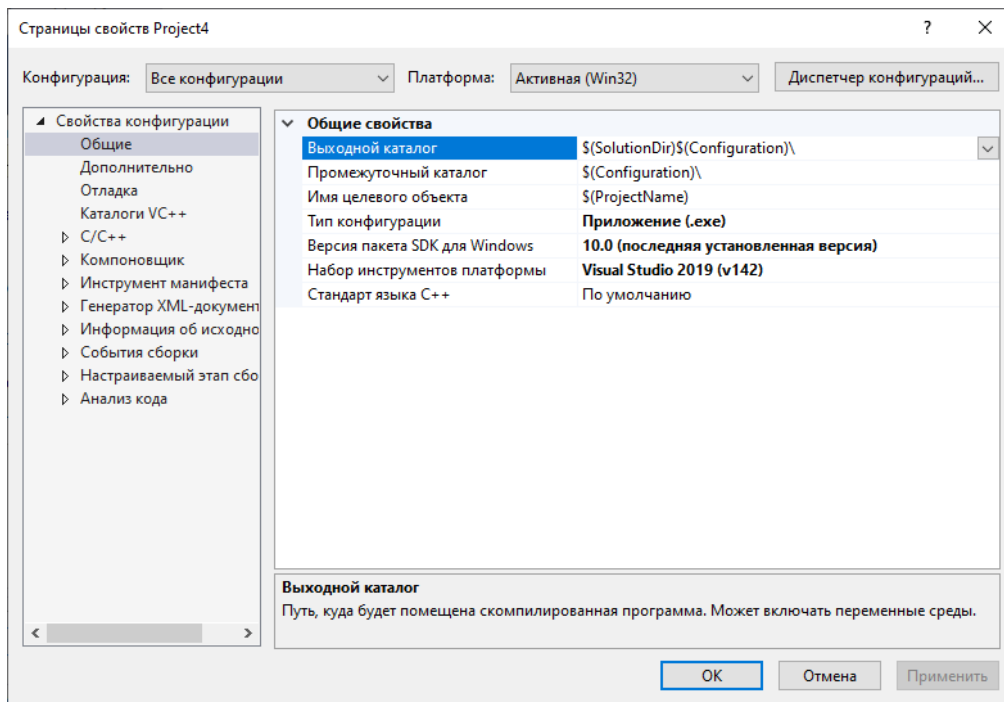 Страницы свойств Project4
Конфигурация: Все конфигурации Платформа: Активная (Win32) Диспетчер конфигураций...
Свойства конфигурации
Общие
Дополнительно
Отладка
Каталоги VC++
C/C++
Компоновщик
Инструмент манифеста
Генератор XML-документ
Информация об исходно
События сборки
Настраиваемый этап сбо
Анализ кода
Общие свойства
Выходной каталог $(SolutionDir)$(Configuration)\
Промежуточный каталог $(Configuration)\
Имя целевого объекта $(ProjectName)
Тип конфигурации Приложение (.exe)
Версия пакета SDK для Windows 10.0 (последняя установленная версия)
Набор инструментов платформы Visual Studio 2019 (v142)
Стандарт языка C++ По умолчанию
Выходной каталог
Путь, куда будет помещена скомпилированная программа. Может включать переменные среды.
ОК Отмена Применить